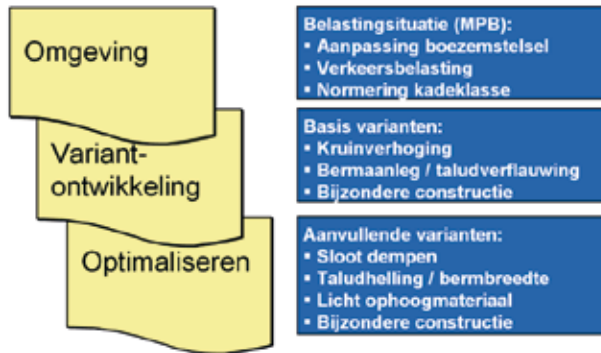 Omgeving
Belastingsituatie (MPB):
▪ Aanpassing boezemstelsel
▪ Verkeersbelasting
▪ Normering kadeklasse
Variant-
ontwikkeling
Basis varianten:
▪ Kruinverhoging
▪ Bermaanleg / taludverflauwing
▪ Bijzondere constructie
Optimaliseren
Aanvullende varianten:
▪ Sloot dempen
▪ Taludhelling / bermbreedte
▪ Licht ophoogmateriaal
▪ Bijzondere constructie